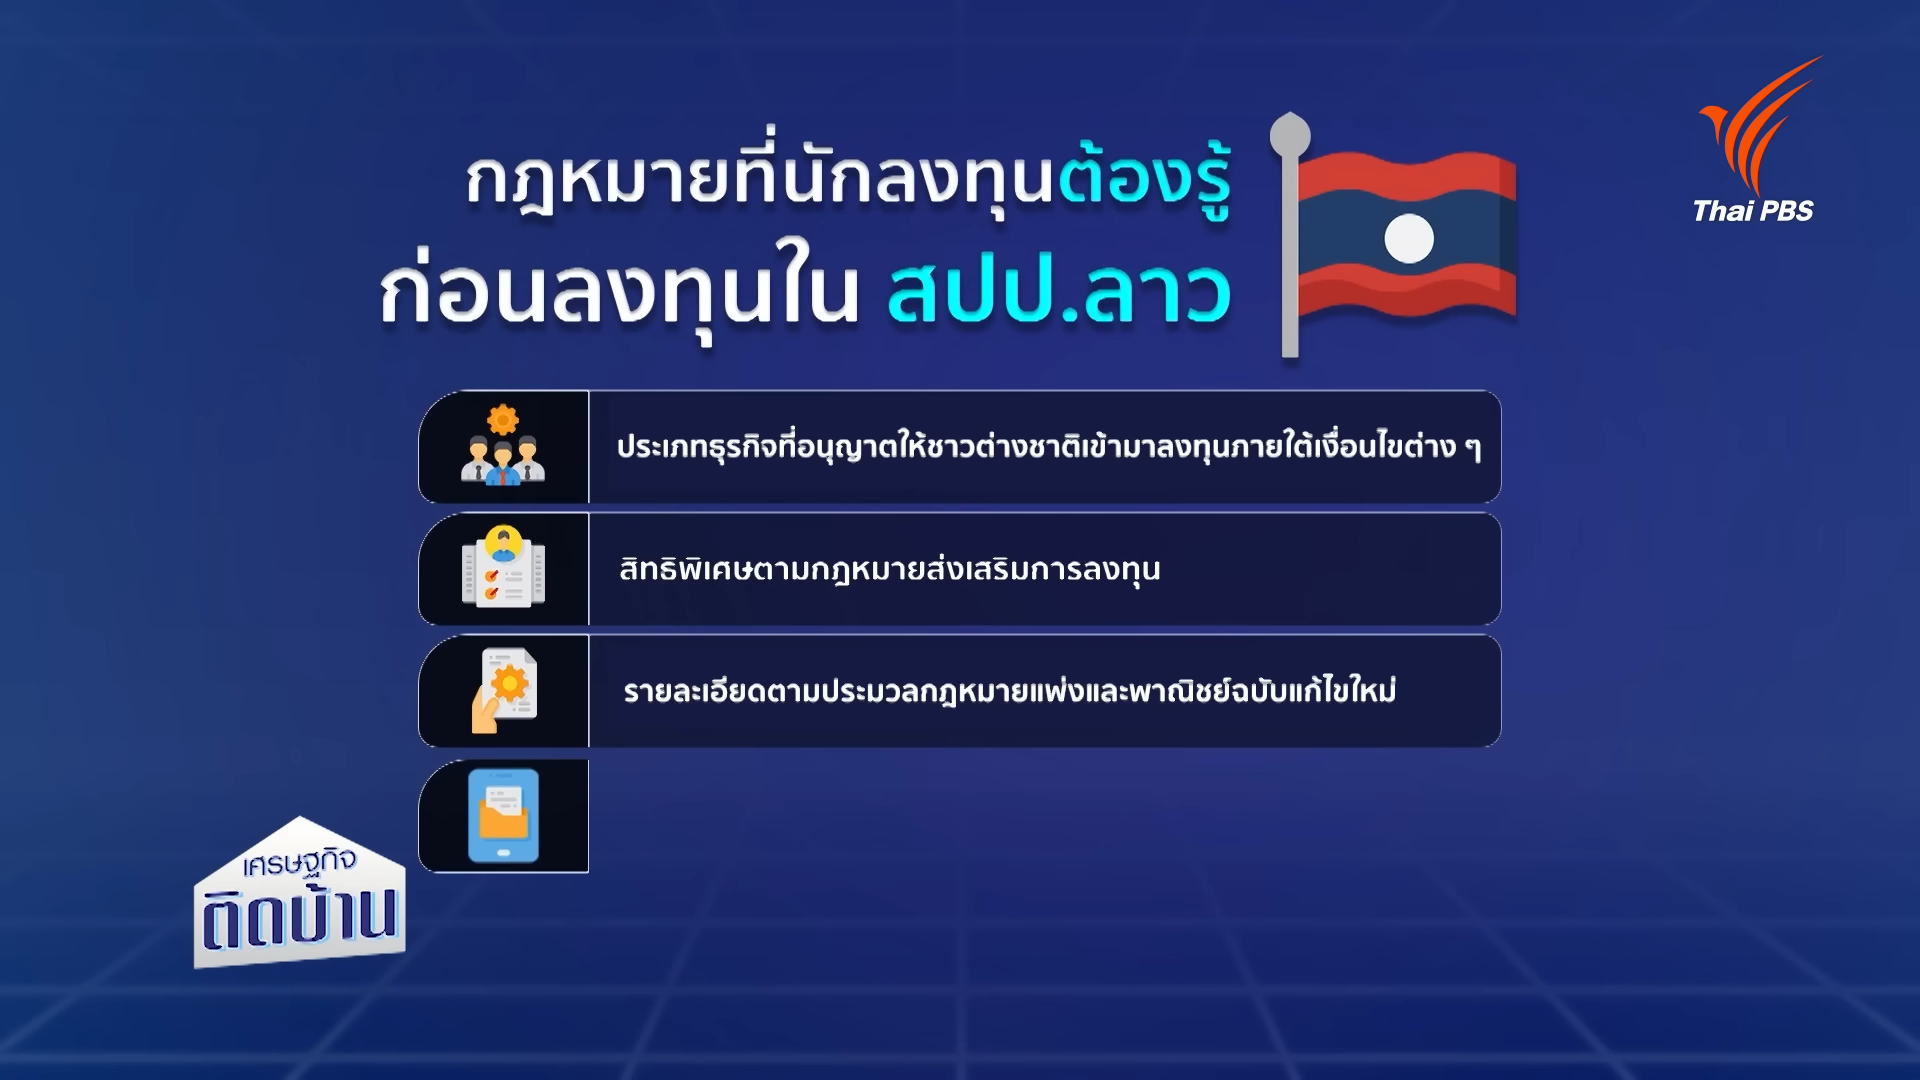 กฎหมายที่นักลงทุนต้องรู้
ก่อนลงทุนใน สปป.ลาว
Thai PBS
ประเภทธุรกิจที่อนุญาตให้ชาวต่างชาติเข้ามาลงทุนภายใต้เงื่อนไขต่าง ๆ
สิทธิพิเศษตามกฎหมายส่งเสริมการลงทุน
รายละเอียดตามประมวลกฎหมายแพ่งและพาณิชย์ฉบับแก้ไขใหม่
เศรษฐกิจ
ติดบ้าน